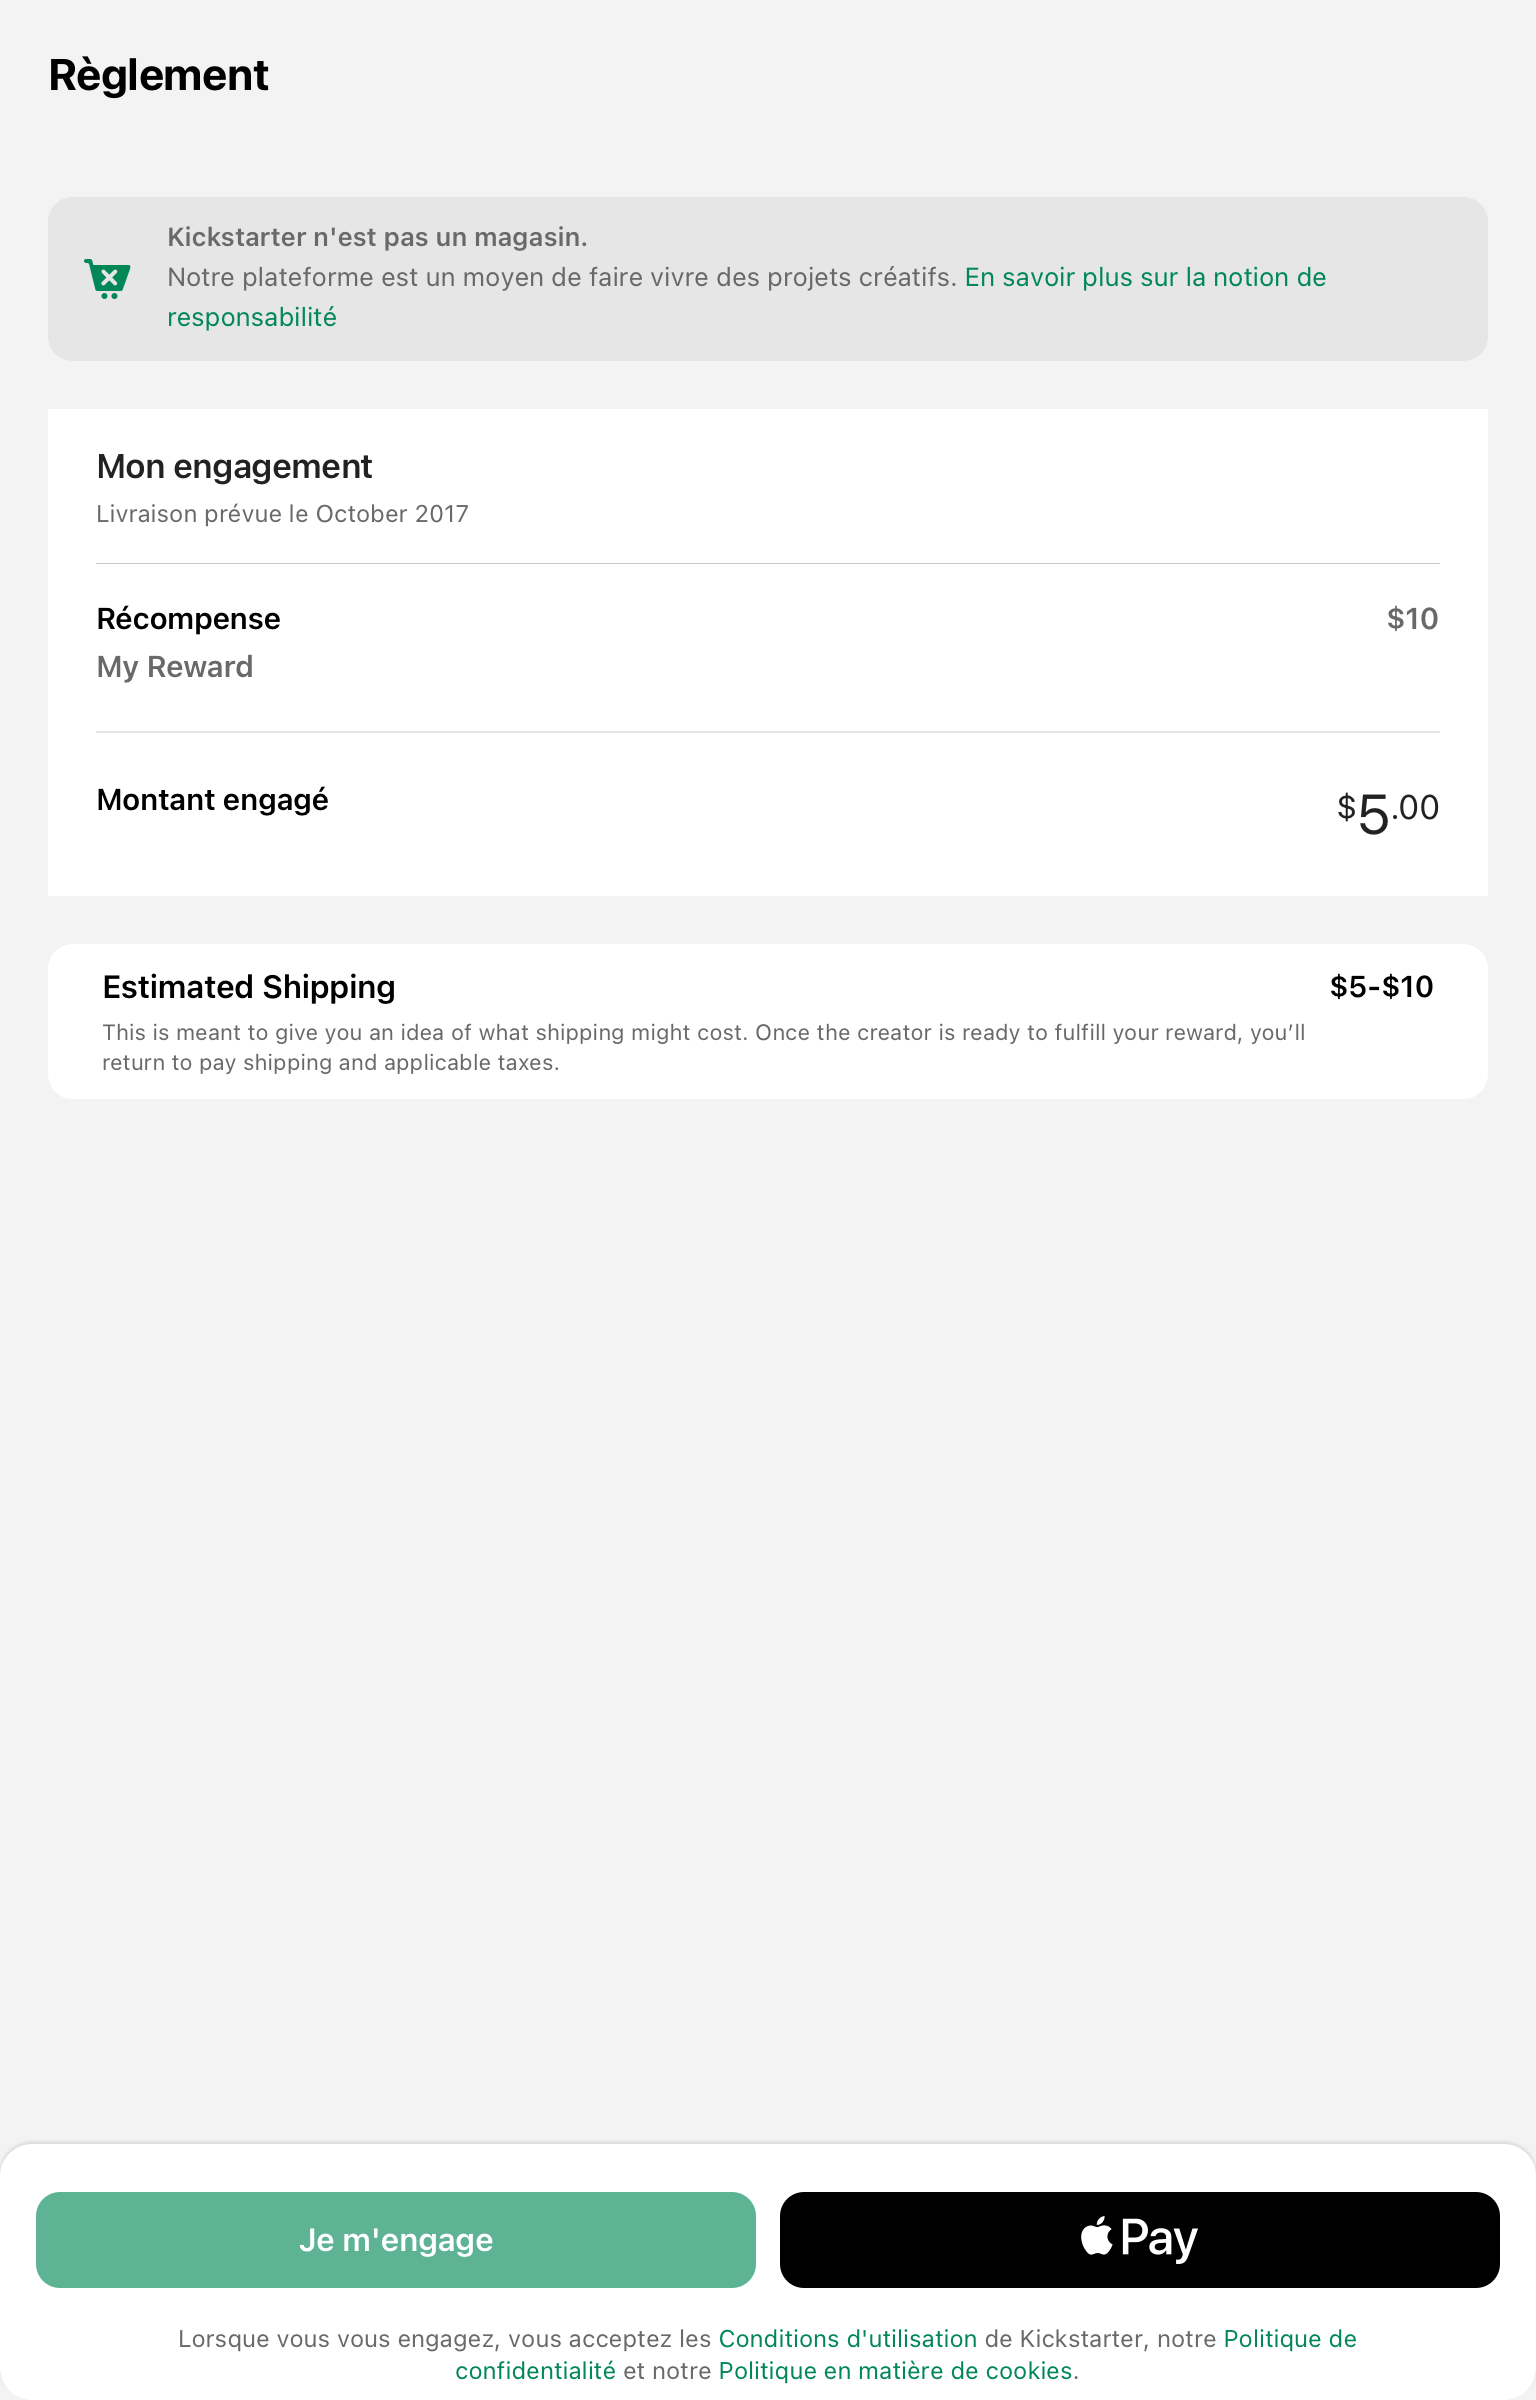 Règlement
Kickstarter n'est pas un magasin.
Notre plateforme est un moyen de faire vivre des projets créatifs. En savoir plus sur la notion de
responsabilité
Mon engagement
Livraison prévue le October 2017
Récompense
$10
My Reward
Montant engagé
$5.00
Estimated Shipping
$5-$10
This is meant to give you an idea of what shipping might cost. Once the creator is ready to fulfill your reward, you’ll
return to pay shipping and applicable taxes.
Je m'engage
Pay
Lorsque vous vous engagez, vous acceptez les Conditions d'utilisation de Kickstarter, notre Politique de
confidentialité et notre Politique en matière de cookies.